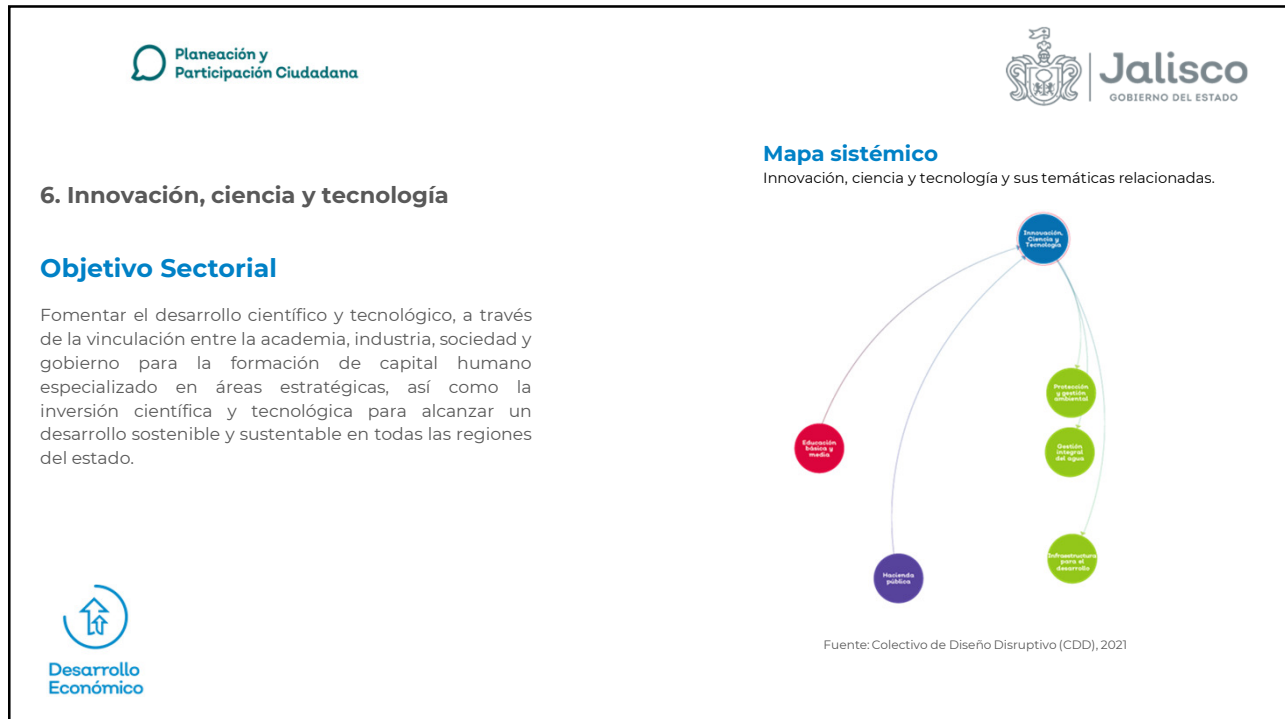 Planeación y
Participación Ciudadana
Jalisco
GOBIERNO DEL ESTADO
6. Innovación, ciencia y tecnología
Objetivo Sectorial
Fomentar el desarrollo científico y tecnológico, a través
de la vinculación entre la academia, industria, sociedad y
gobierno para la formación de capital humano
especializado en áreas estratégicas, así como la
inversión científica y tecnológica para alcanzar un
desarrollo sostenible y sustentable en todas las regiones
del estado.
Desarrollo
Económico
Mapa sistémico
Innovación, ciencia y tecnología y sus temáticas relacionadas.
Innovación,
Ciencia y
Tecnología
Protección
y gestión
ambiental
Educación
básica y
media
Gestión
integral
del agua
Hacienda
pública
Infraestructura
para el
desarrollo
Fuente: Colectivo de Diseño Disruptivo (CDD), 2021